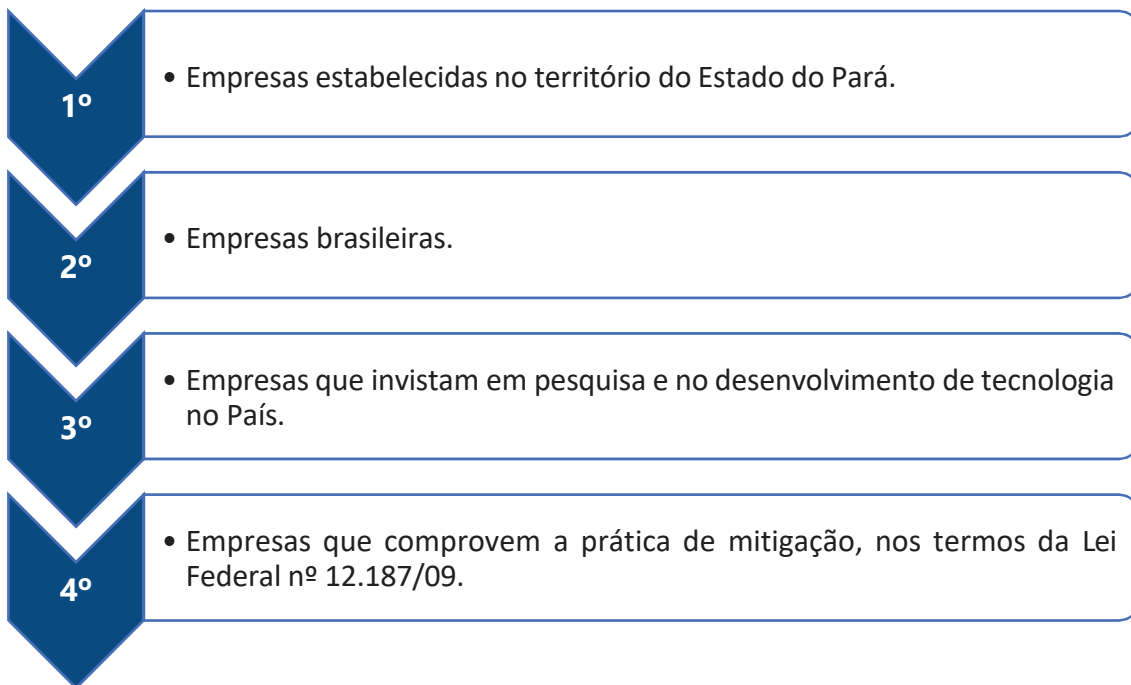 1º
• Empresas estabelecidas no território do Estado do Pará.
2º
• Empresas brasileiras.
3º
• Empresas que invistam em pesquisa e no desenvolvimento de tecnologia
no País.
4º
• Empresas que comprovem a prática de mitigação, nos termos da Lei
Federal nº 12.187/09.